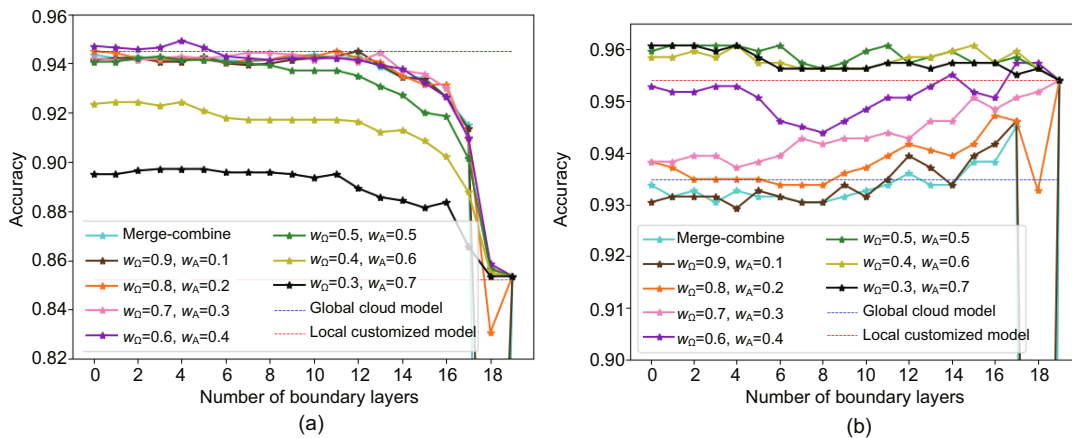 0.96
0.94
0.92
0.90
0.88
0.86
0.84
0.82
Accuracy
Merge-combine
wΩ=0.9, wA=0.1
wΩ=0.8, wA=0.2
wΩ=0.7, wA=0.3
wΩ=0.6, wA=0.4
wΩ=0.5, wA=0.5
wΩ=0.4, wA=0.6
wΩ=0.3, wA=0.7
Global cloud model
Local customized model
0 2 4 6 8 10 12 14 16 18
Number of boundary layers
(a)
0.96
0.95
0.94
0.93
0.92
0.91
0.90
Accuracy
Merge-combine
wΩ=0.9, wA=0.1
wΩ=0.8, wA=0.2
wΩ=0.7, wA=0.3
wΩ=0.6, wA=0.4
wΩ=0.5, wA=0.5
wΩ=0.4, wA=0.6
wΩ=0.3, wA=0.7
Global cloud model
Local customized model
0 2 4 6 8 10 12 14 16 18
Number of boundary layers
(b)